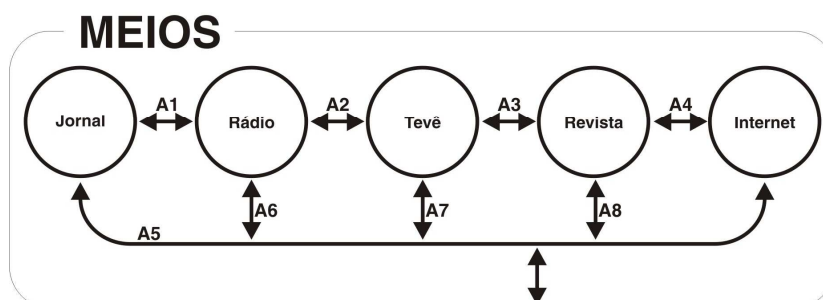 MEIOS
A1 A2 A3 A4
Jornal Rádio Tevê Revista Internet
A6 A7 A8
A5